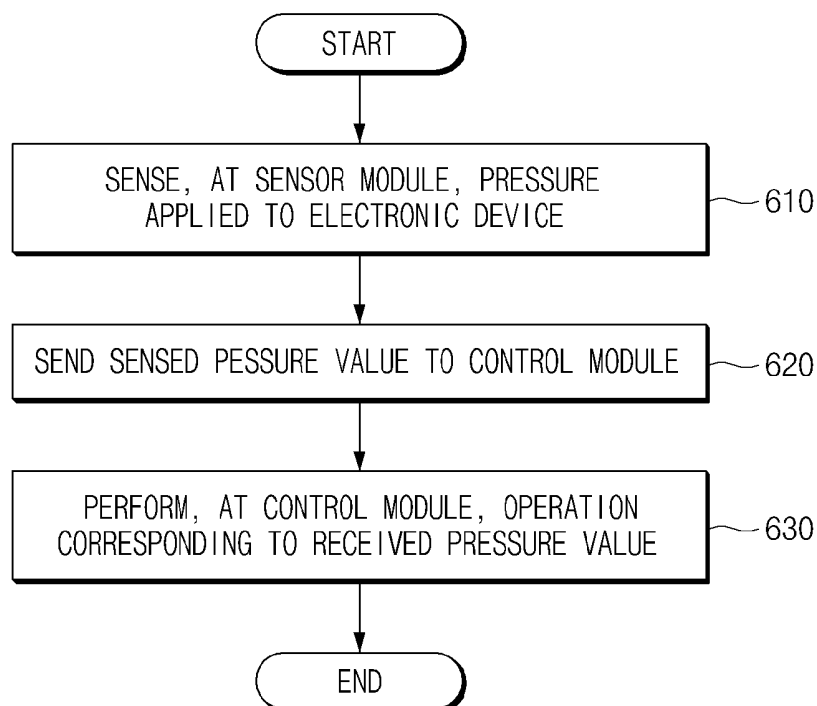 START
SENSE, AT SENSOR MODULE, PRESSURE
APPLIED TO ELECTRONIC DEVICE
610
SEND SENSED PESSURE VALUE TO CONTROL MODULE
620
PERFORM, AT CONTROL MODULE, OPERATION
CORRESPONDING TO RECEIVED PRESSURE VALUE
630
END